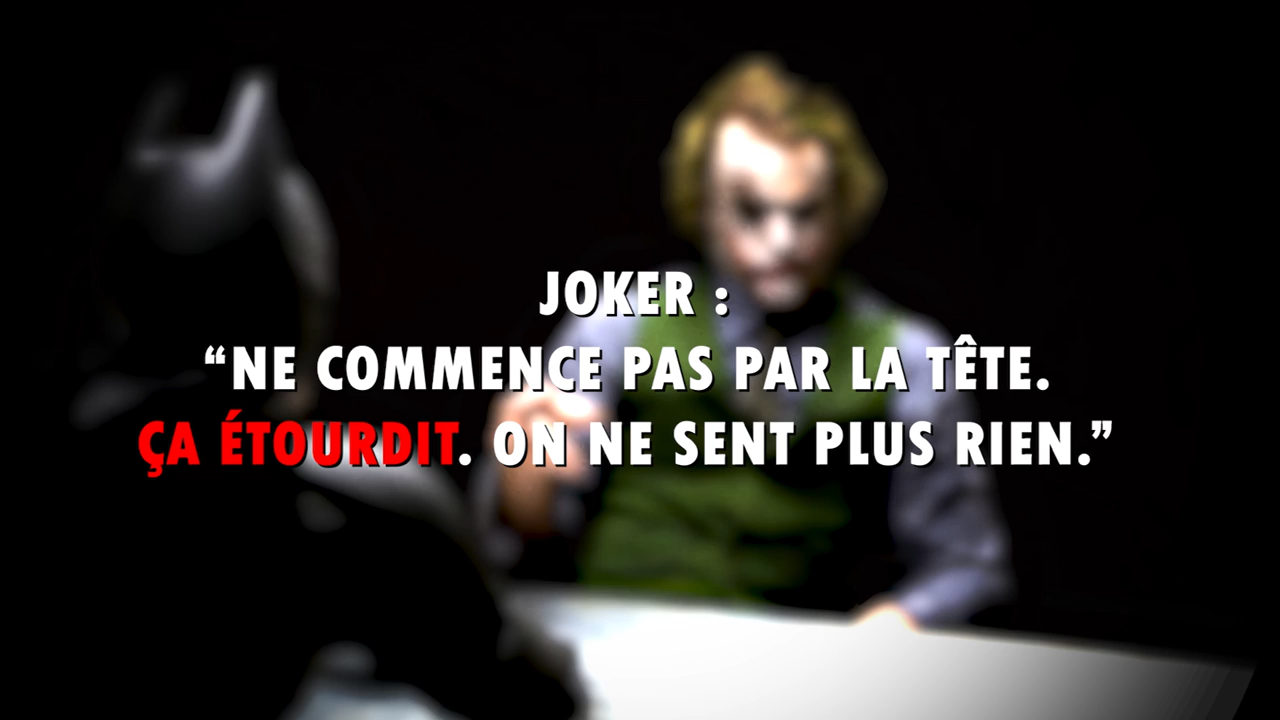 JOKER :
“NE COMMENCE PAS PAR LA TÊTE.
ÇA ÉTOURDIT. ON NE SENT PLUS RIEN.”